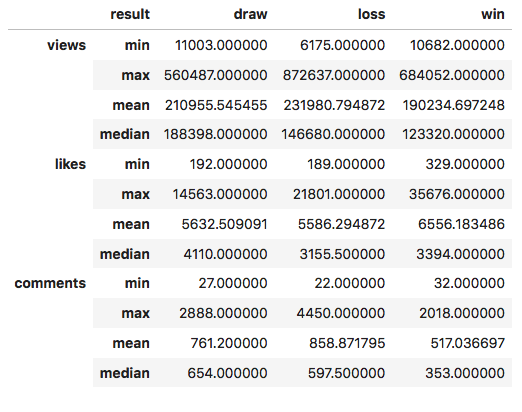 result draw loss win
views min 11003.000000 6175.000000 10682.000000
max 560487.000000 872637.000000 684052.000000
mean 210955.545455 231980.794872 190234.697248
median 188398.000000 146680.000000 123320.000000
likes min 192.000000 189.000000 329.000000
max 14563.000000 21801.000000 35676.000000
mean 5632.509091 5586.294872 6556.183486
median 4110.000000 3155.500000 3394.000000
comments min 27.000000 22.000000 32.000000
max 2888.000000 4450.000000 2018.000000
mean 761.200000 858.871795 517.036697
median 654.000000 597.500000 353.000000